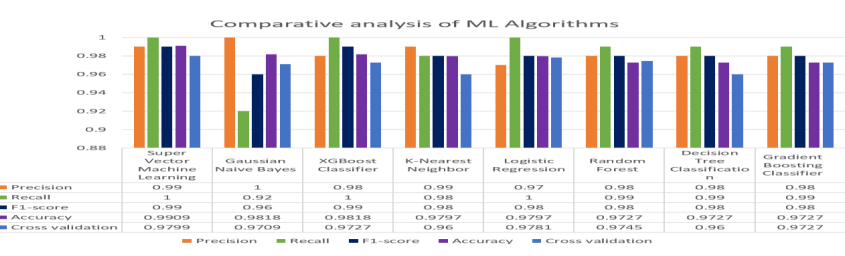 Comparative analysis of ML Algorithms
1
0.98
0.96
0.94
0.92
0.9
0.88
Super Vector Machine Learning
Gaussian Naive Bayes
XGBoost Classifier
K-Nearest Neighbor
Logistic Regression
Random Forest
Decision Tree Classificatio n
Gradient Boosting Classifier
Precision 0.99 1 0.98 0.99 0.97 0.98 0.98 0.98
Recall 1 0.92 1 0.98 1 0.99 0.99 0.99
F1-score 0.99 0.96 0.99 0.98 0.98 0.98 0.98 0.98
Accuracy 0.9909 0.9818 0.9818 0.9797 0.9797 0.9727 0.9727 0.9727
Cross validation 0.9799 0.9709 0.9727 0.96 0.9781 0.9745 0.96 0.9727
Precision Recall F1-score Accuracy Cross validation